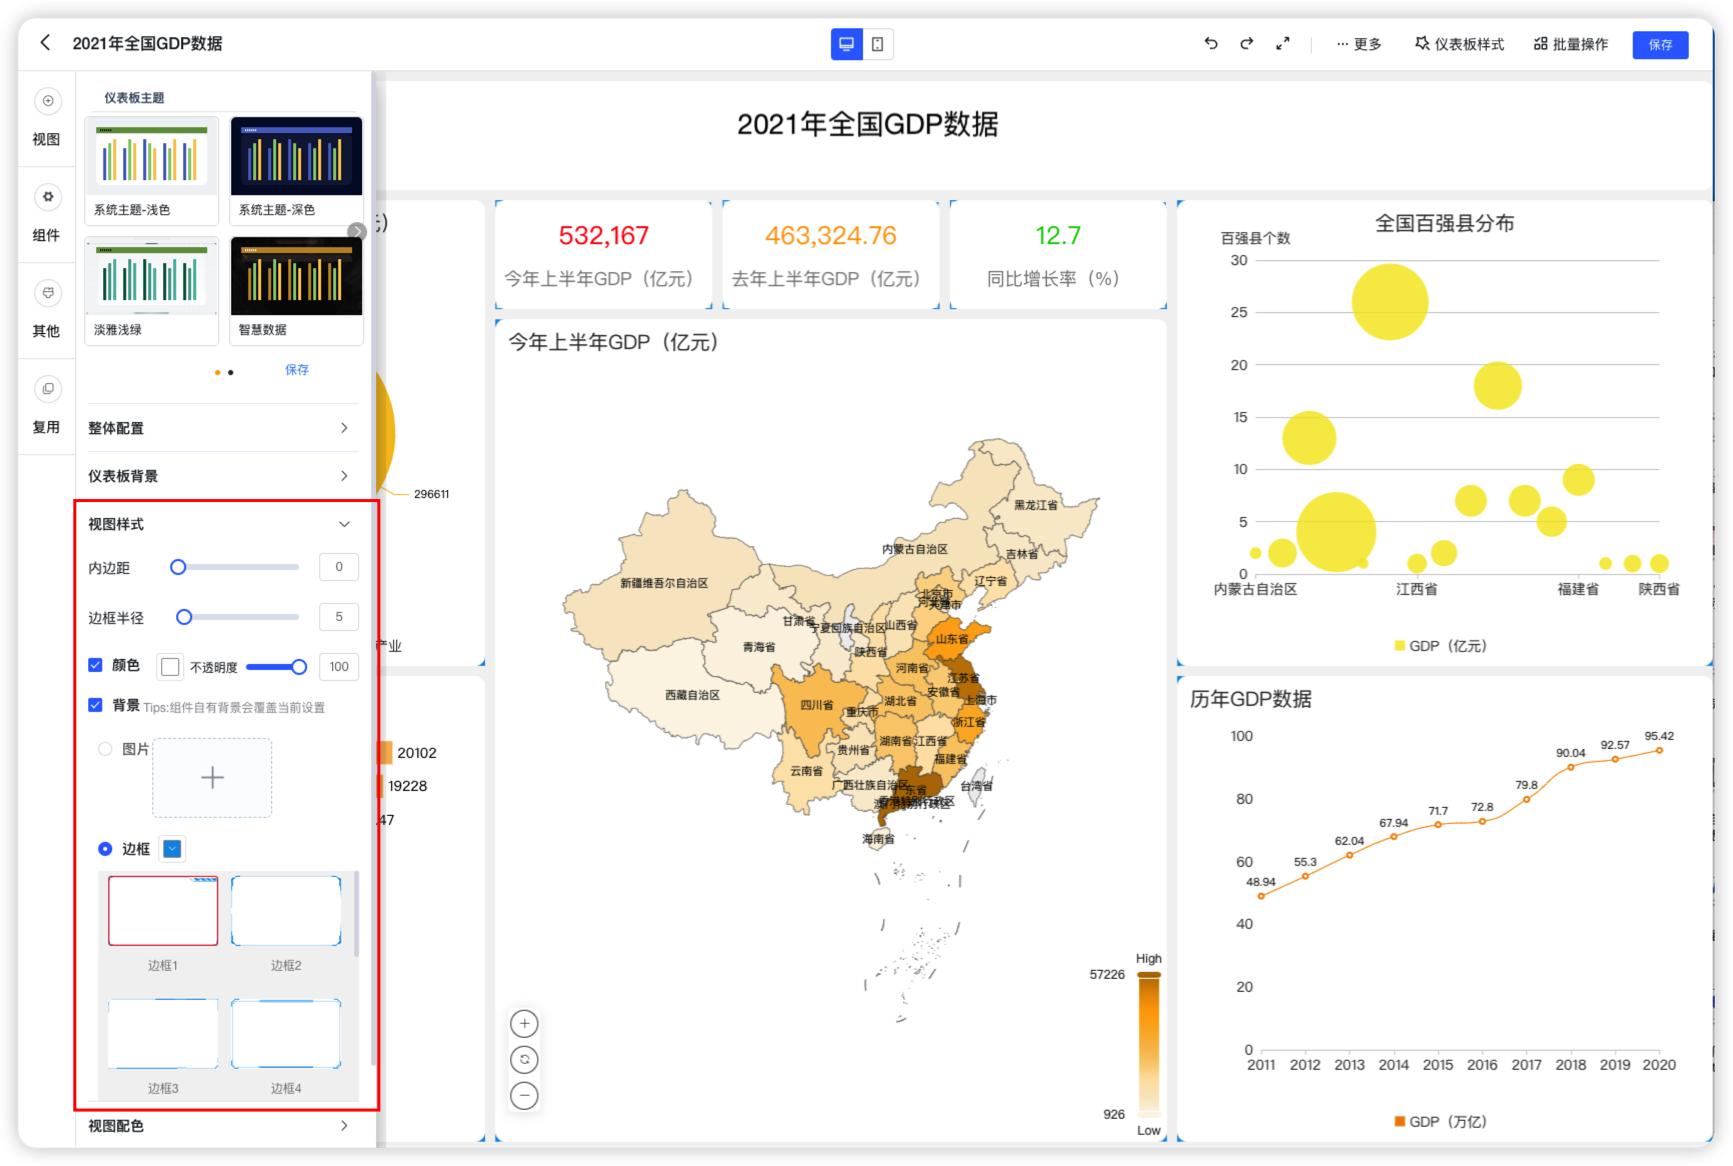 2021年全国GDP数据
更多
仪表板样式
批量操作
保存
视图
组件
其他
复用
仪表板主题
系统主题-浅色
系统主题-深色
淡雅浅绿
智慧数据
保存
整体配置
仪表板背景
视图样式
内边距
0
边框半径
5
颜色
不透明度
100
背景 Tips:组件自有背景会覆盖当前设置
图片
边框
边框1
边框2
边框3
边框4
视图配色
2021年全国GDP数据
296611
产业
20102
19228
.47
532,167
今年上半年GDP（亿元）
463,324.76
去年上半年GDP（亿元）
12.7
同比增长率（%）
今年上半年GDP（亿元）
黑龙江省
内蒙古自治区
吉林省
新疆维吾尔自治区
辽宁省
北京市
甘肃省
宁夏回族自治区
山西省
山东省
青海省
陕西省
河南省
西藏自治区
江苏省
安徽省
上海市
四川省
湖北省
重庆市
浙江省
湖南省
江西省
贵州省
福建省
云南省
广西壮族自治区
广东省
台湾省
海南省
High
57226
926
Low
全国百强县分布
百强县个数
30
25
20
15
10
5
0
内蒙古自治区
江西省
福建省
陕西省
GDP（亿元）
历年GDP数据
100
80
60
40
20
0
48.94
55.3
62.04
67.94
71.7
72.8
79.8
90.04
92.57
95.42
2011
2012
2013
2014
2015
2016
2017
2018
2019
2020
GDP（万亿）